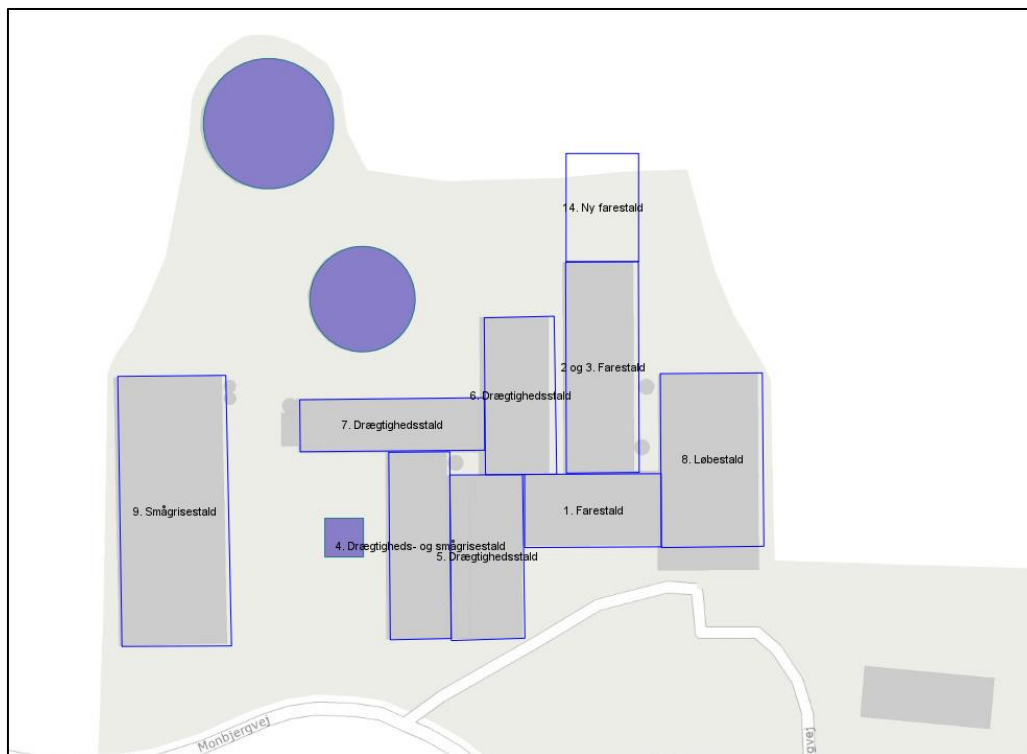 14. Ny farestald
2 og 3. Farestald
6. Drægtighedsstald
7. Drægtighedsstald
8. Løbestald
9. Smågrisestald
1. Farestald
4. Drægtigheds- og smågrisestald
5. Drægtighedsstald
Monbjergvej
gvej